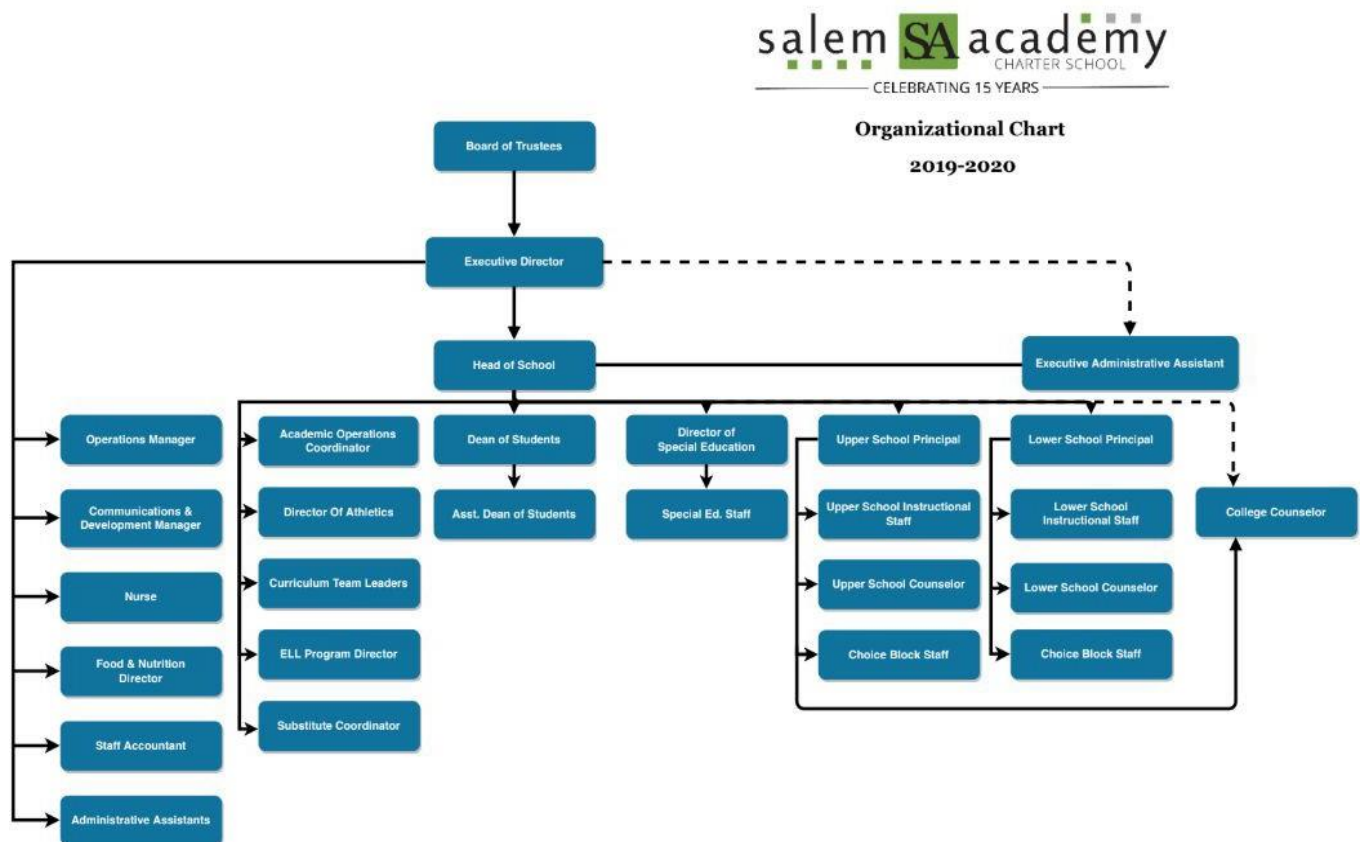 salem SA academy
CHARTER SCHOOL
CELEBRATING 15 YEARS
Organizational Chart
2019-2020
Board of Trustees
Executive Director
Head of School
Executive Administrative Assistant
Operations Manager
Communications &
Development Manager
Nurse
Food & Nutrition
Director
Staff Accountant
Administrative Assistants
Academic Operations
Coordinator
Director Of Athletics
Curriculum Team Leaders
ELL Program Director
Substitute Coordinator
Dean of Students
Asst. Dean of Students
Director of
Special Education
Special Ed. Staff
Upper School Principal
Upper School Instructional
Staff
Upper School Counselor
Choice Block Staff
Lower School Principal
Lower School
Instructional Staff
Lower School Counselor
Choice Block Staff
College Counselor